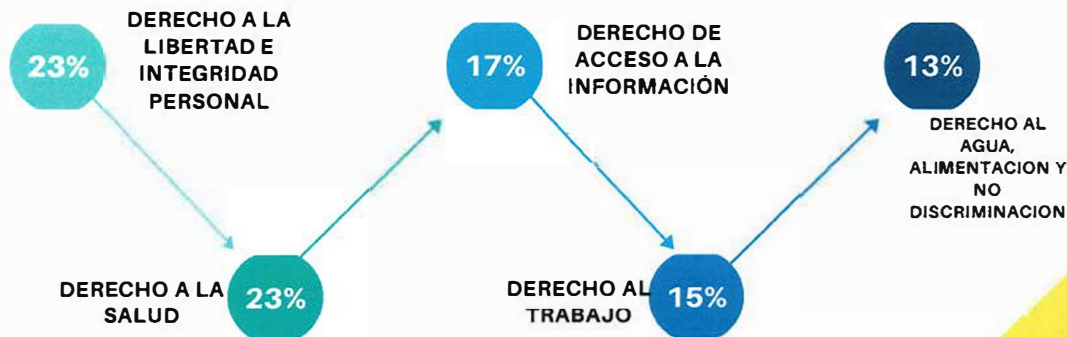 23%
DERECHO A LA
LIBERTAD E
INTEGRIDAD
PERSONAL
23%
DERECHO A LA
SALUD
17%
DERECHO DE
ACCESO A LA
INFORMACIÓN
15%
DERECHO AL
TRABAJO
13%
DERECHO AL
AGUA,
ALIMENTACION Y
NO
DISCRIMINACION